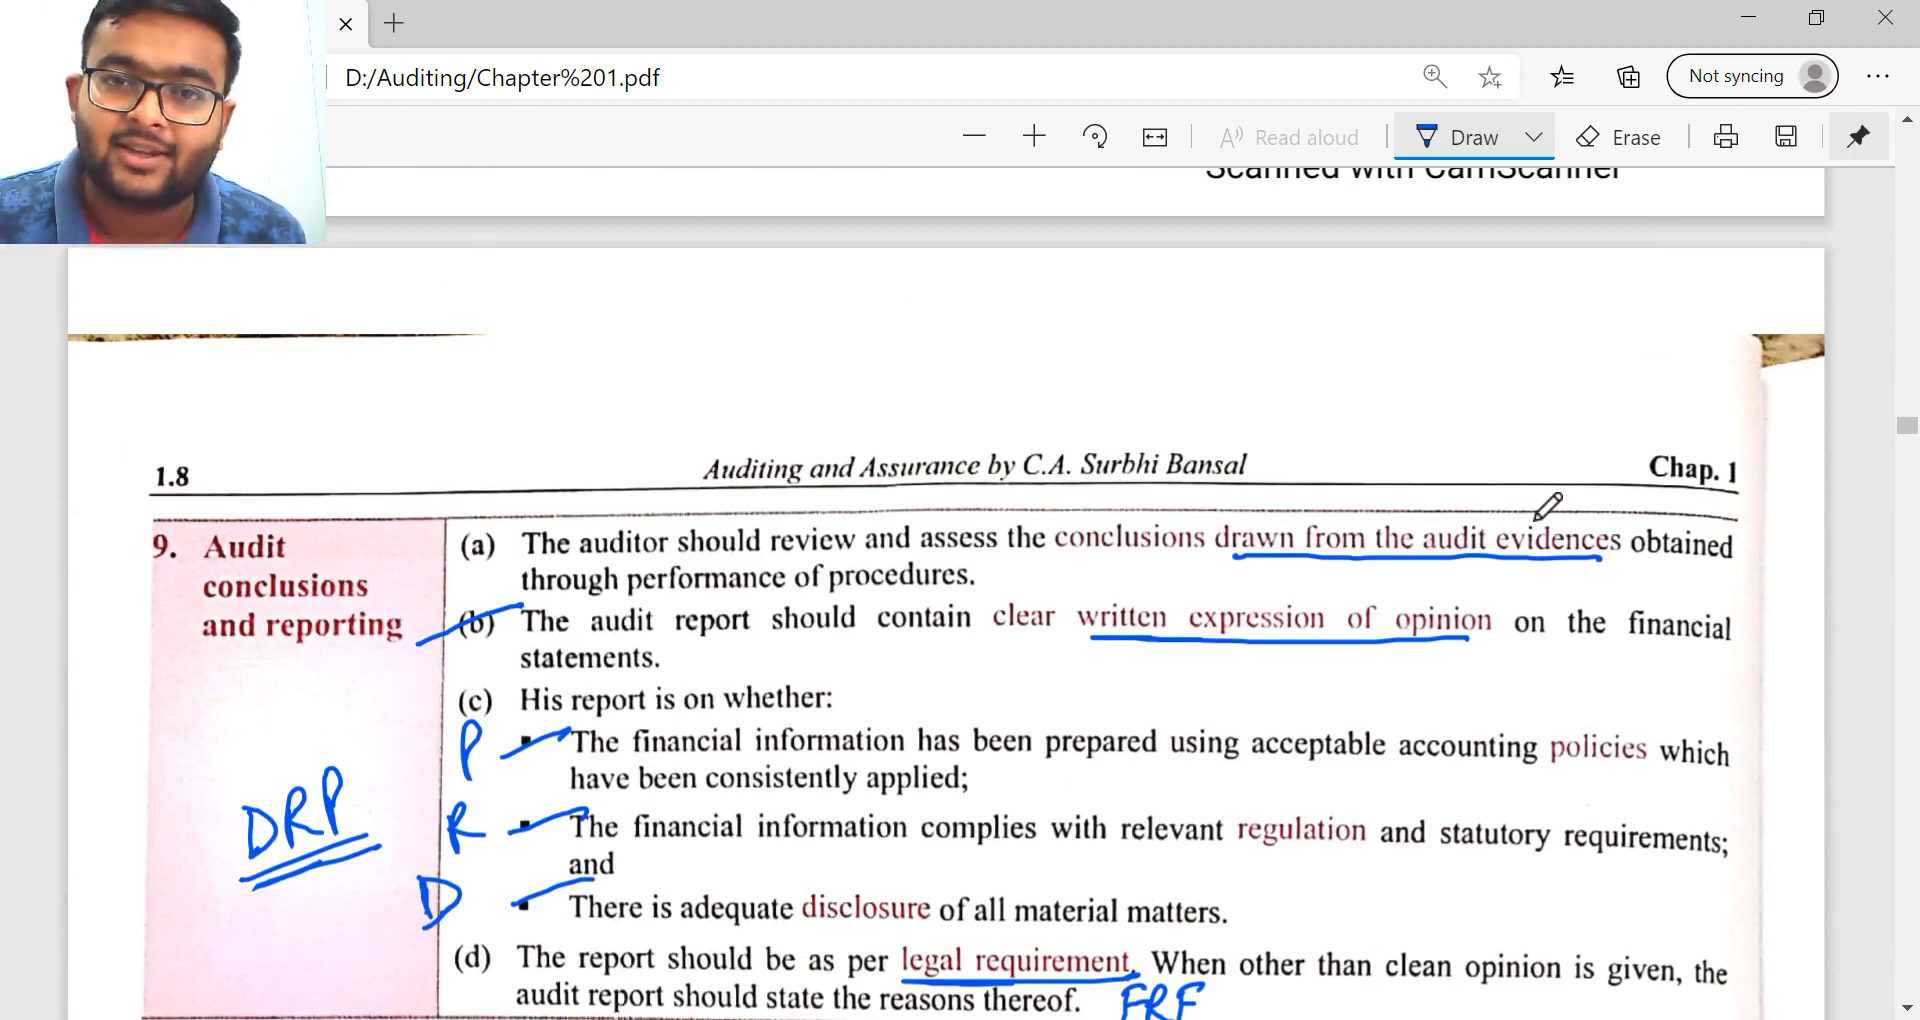 D:/Auditing/Chapter%201.pdf
Not syncing
Read aloud
Draw
Erase
Scanned with CamScanner
1.8 Auditing and Assurance by C.A. Surbhi Bansal Chap. 1
9. Audit conclusions and reporting
(a) The auditor should review and assess the conclusions drawn from the audit evidences obtained
through performance of procedures.
(b) The audit report should contain clear written expression of opinion on the financial
statements.
(c) His report is on whether:
P ▪ The financial information has been prepared using acceptable accounting policies which
have been consistently applied;
DRP
R ▪ The financial information complies with relevant regulation and statutory requirements;
and
D ▪ There is adequate disclosure of all material matters.
(d) The report should be as per legal requirement. When other than clean opinion is given, the
audit report should state the reasons thereof. FRF